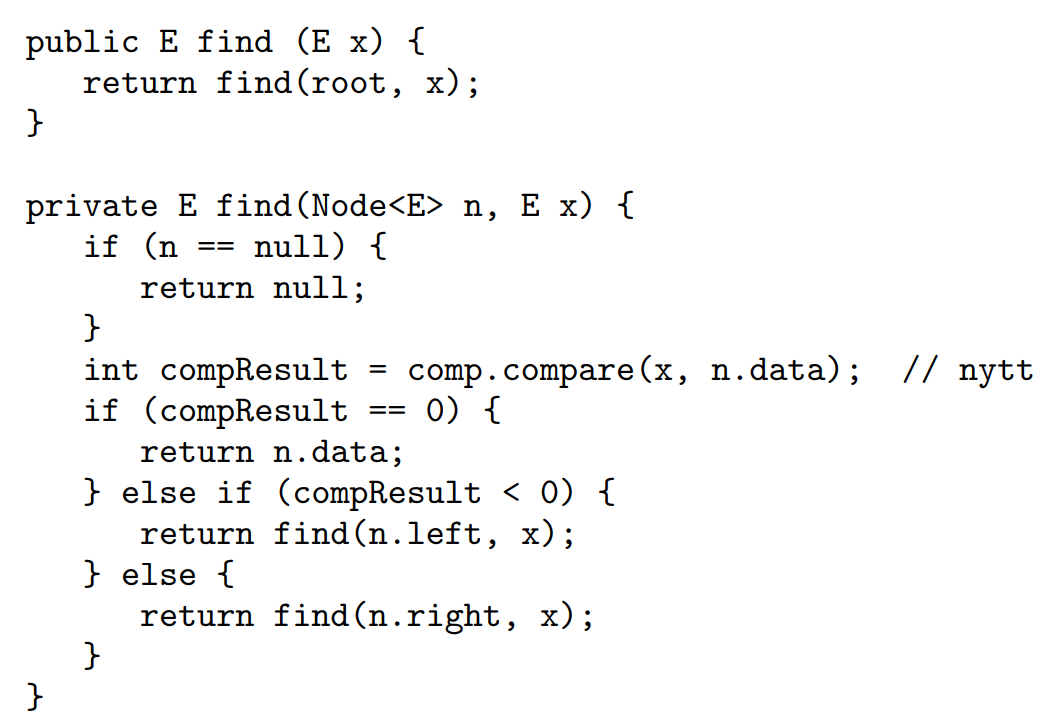 public E find (E x) {
   return find(root, x);
}

private E find(Node<E> n, E x) {
   if (n == null) {
      return null;
   }
   int compResult = comp.compare(x, n.data);  // nytt
   if (compResult == 0) {
      return n.data;
   } else if (compResult < 0) {
      return find(n.left, x);
   } else {
      return find(n.right, x);
   }
}